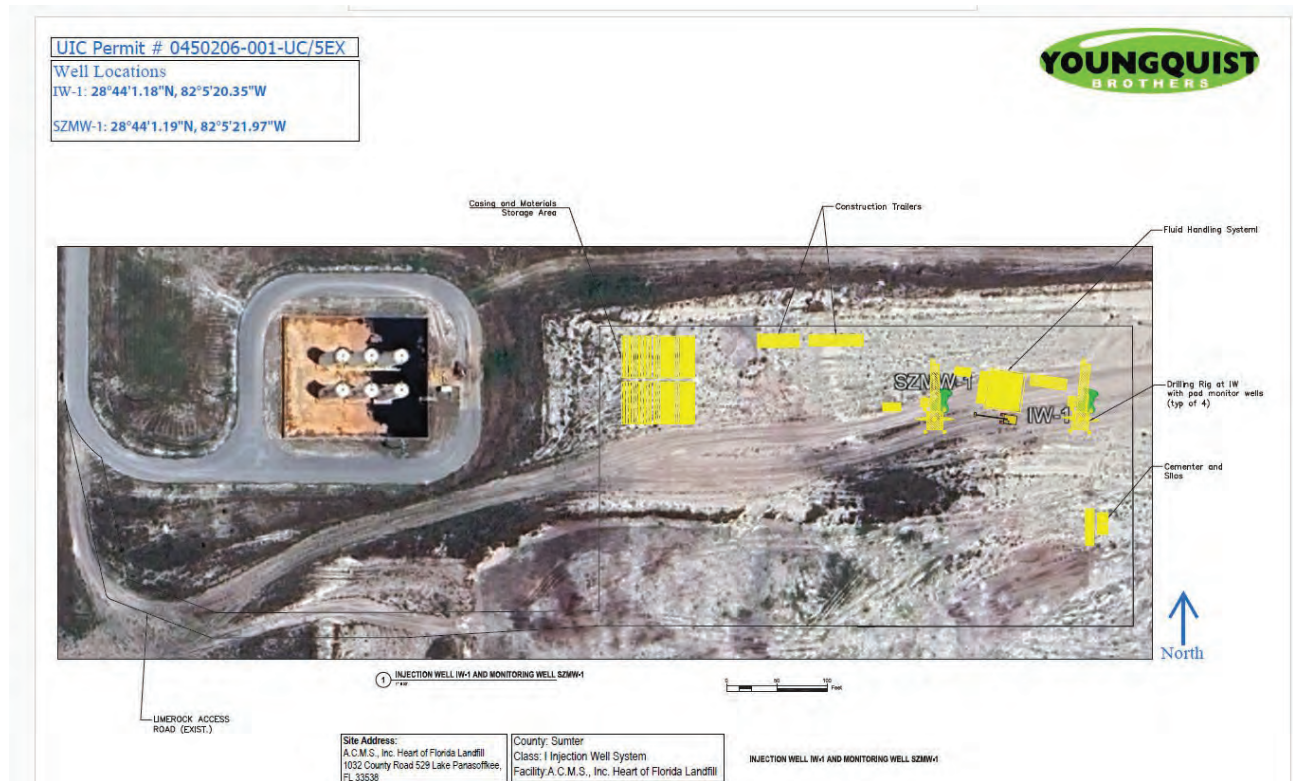 UIC Permit # 0450206-001-UC/5EX
Well Locations
IW-1: 28°44'1.18"N, 82°5'20.35"W
SZMW-1: 28°44'1.19"N, 82°5'21.97"W
YOUNGQUIST
BROTHERS
Casing and Materials
Storage Area
Construction Trailers
Fluid Handling System
SZMW-1
IW-1
Drilling Rig at IW
with pad monitor wells
(typ of 4)
Cementer and
Silos
North
1 INJECTION WELL IW-1 AND MONITORING WELL SZMW-1
0 50 100
Feet
LIMEROCK ACCESS
ROAD (EXIST.)
Site Address:
A.C.M.S., Inc. Heart of Florida Landfill
1032 County Road 529 Lake Panasoffkee,
FL 33538
County: Sumter
Class: I Injection Well System
Facility:A.C.M.S., Inc. Heart of Florida Landfill
INJECTION WELL IW-1 AND MONITORING WELL SZMW-1